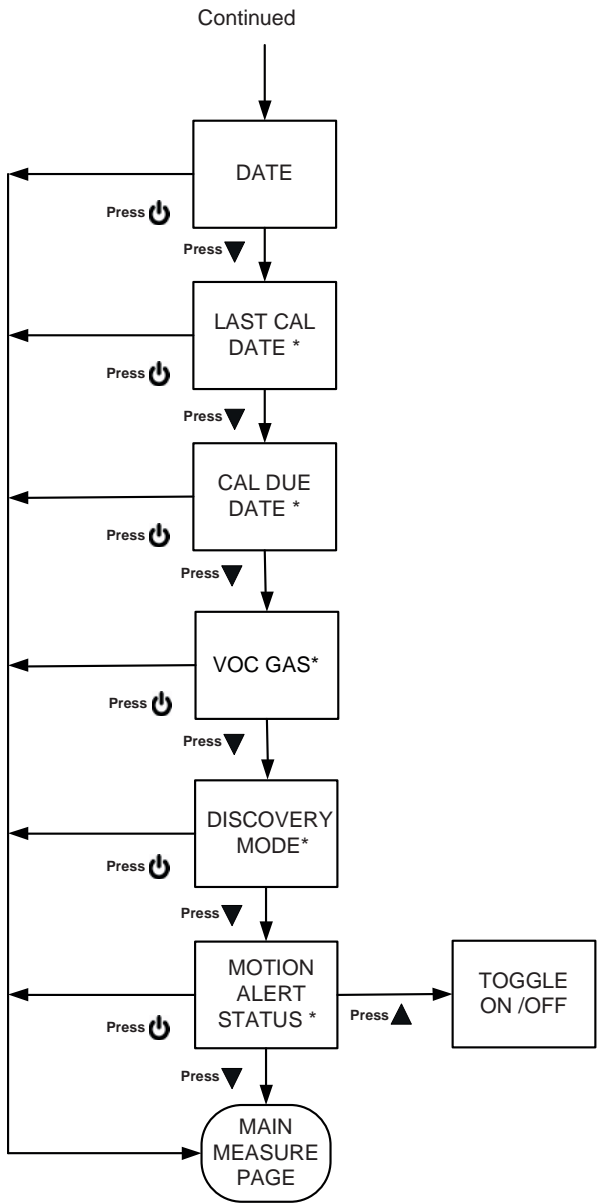 Continued
DATE
Press
Press
LAST CAL
DATE *
Press
Press
CAL DUE
DATE *
Press
Press
VOC GAS*
Press
Press
DISCOVERY
MODE*
Press
Press
MOTION
ALERT
STATUS *
Press
Press
TOGGLE
ON /OFF
Press
MAIN
MEASURE
PAGE